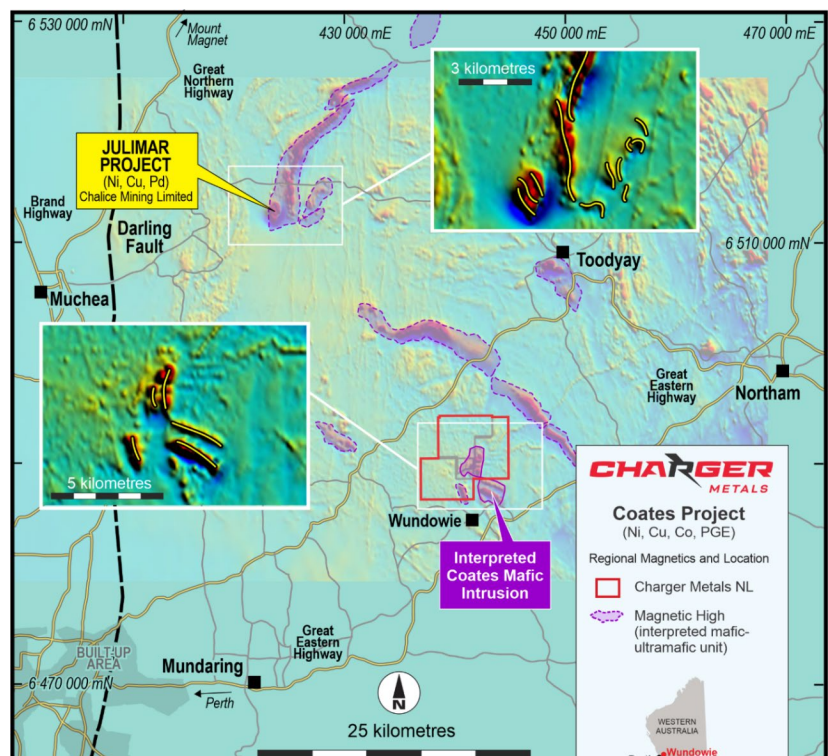 6 530 000 mN
430 000 mE
450 000 mE
470 000 mE
Mount
Magnet
Great
Northern
Highway
3 kilometres
JULIMAR
PROJECT
(Ni, Cu, Pd)
Chalice Mining Limited
Brand
Highway
Darling
Fault
6 510 000 mN
Toodyay
Muchea
Great
Eastern
Highway
Northam
5 kilometres
Wundowie
Interpreted
Coates Mafic
Intrusion
CHARGER
METALS
Coates Project
(Ni, Cu, Co, PGE)
Regional Magnetics and Location
Charger Metals NL
Magnetic High
(interpreted mafic-
ultramafic unit)
Great
Eastern
Highway
BUILT-UP
AREA
Mundaring
6 470 000 mN
Perth
N
25 kilometres
WESTERN
AUSTRALIA
Wundowie